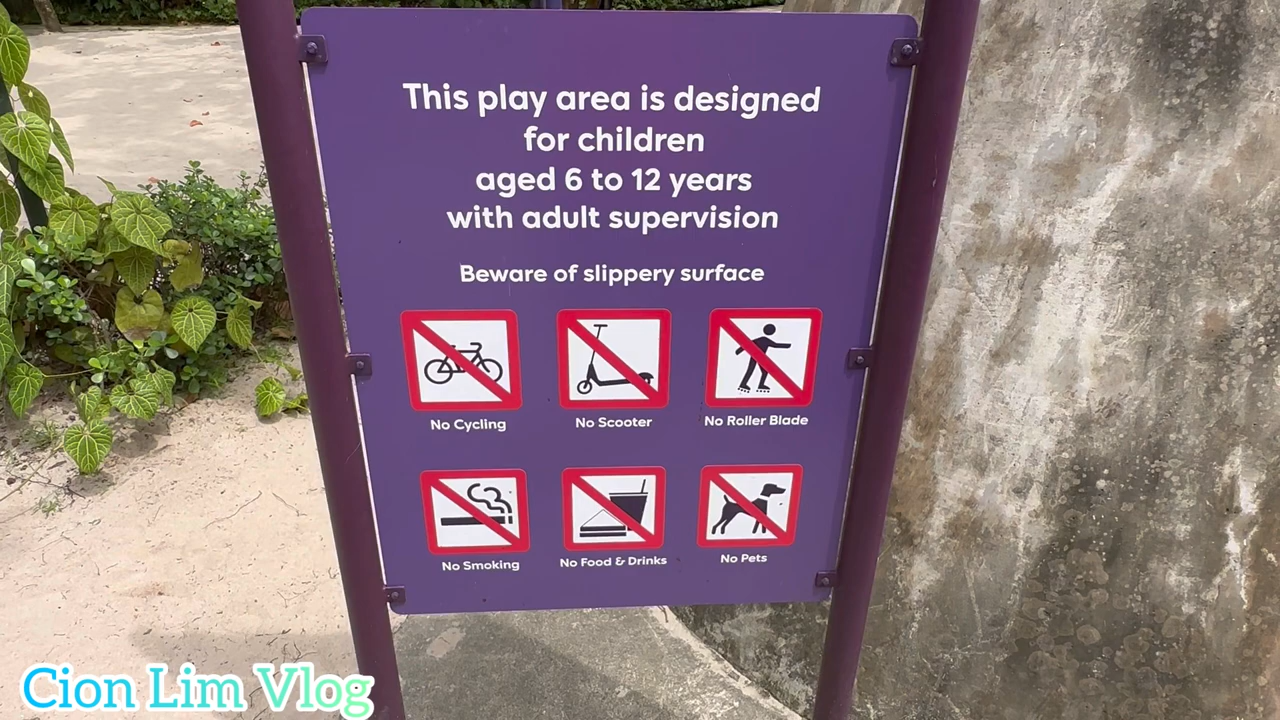 This play area is designed
for children
aged 6 to 12 years
with adult supervision
Beware of slippery surface
No Cycling
No Scooter
No Roller Blade
No Smoking
No Food & Drinks
No Pets
Cion Lim Vlog